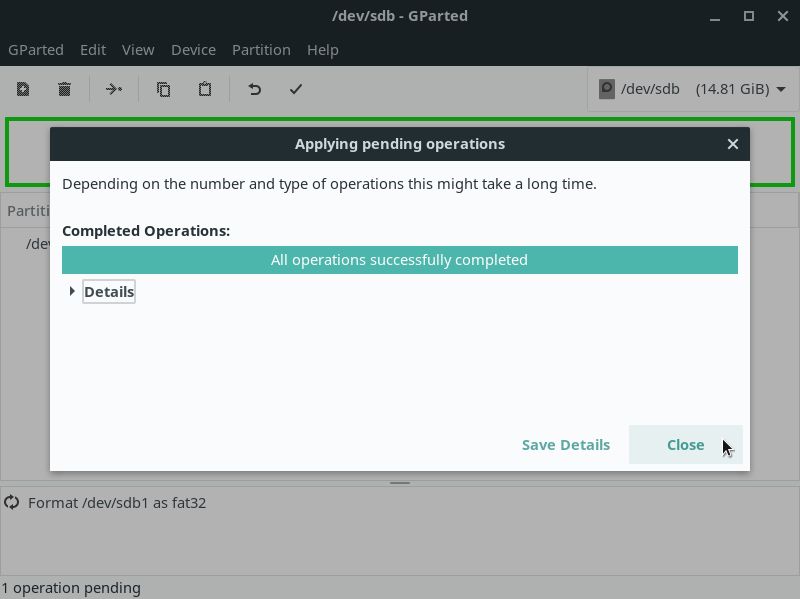 /dev/sdb - GParted
GParted Edit View Device Partition Help
/dev/sdb (14.81 GiB)
Applying pending operations
Depending on the number and type of operations this might take a long time.
Partiti
Completed Operations:
/dev
All operations successfully completed
Details
Save Details Close
Format /dev/sdb1 as fat32
1 operation pending